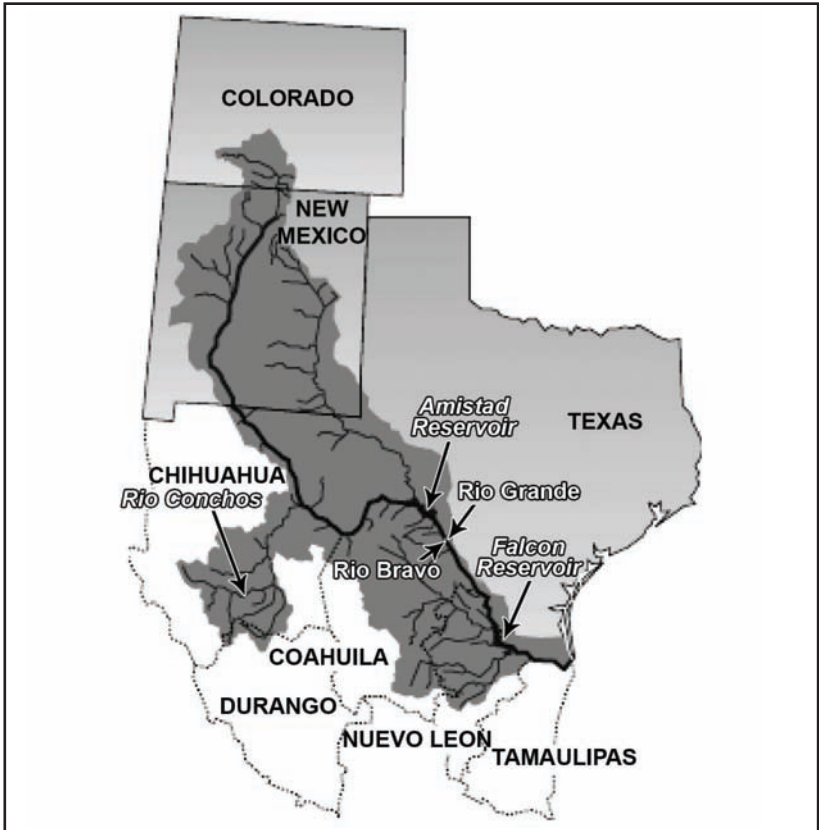 COLORADO
NEW
MEXICO
Amistad
Reservoir
TEXAS
CHIHUAHUA
Rio Conchos
Rio Grande
Rio Bravo
Falcon
Reservoir
COAHUILA
DURANGO
NUEVO LEON
TAMAULIPAS